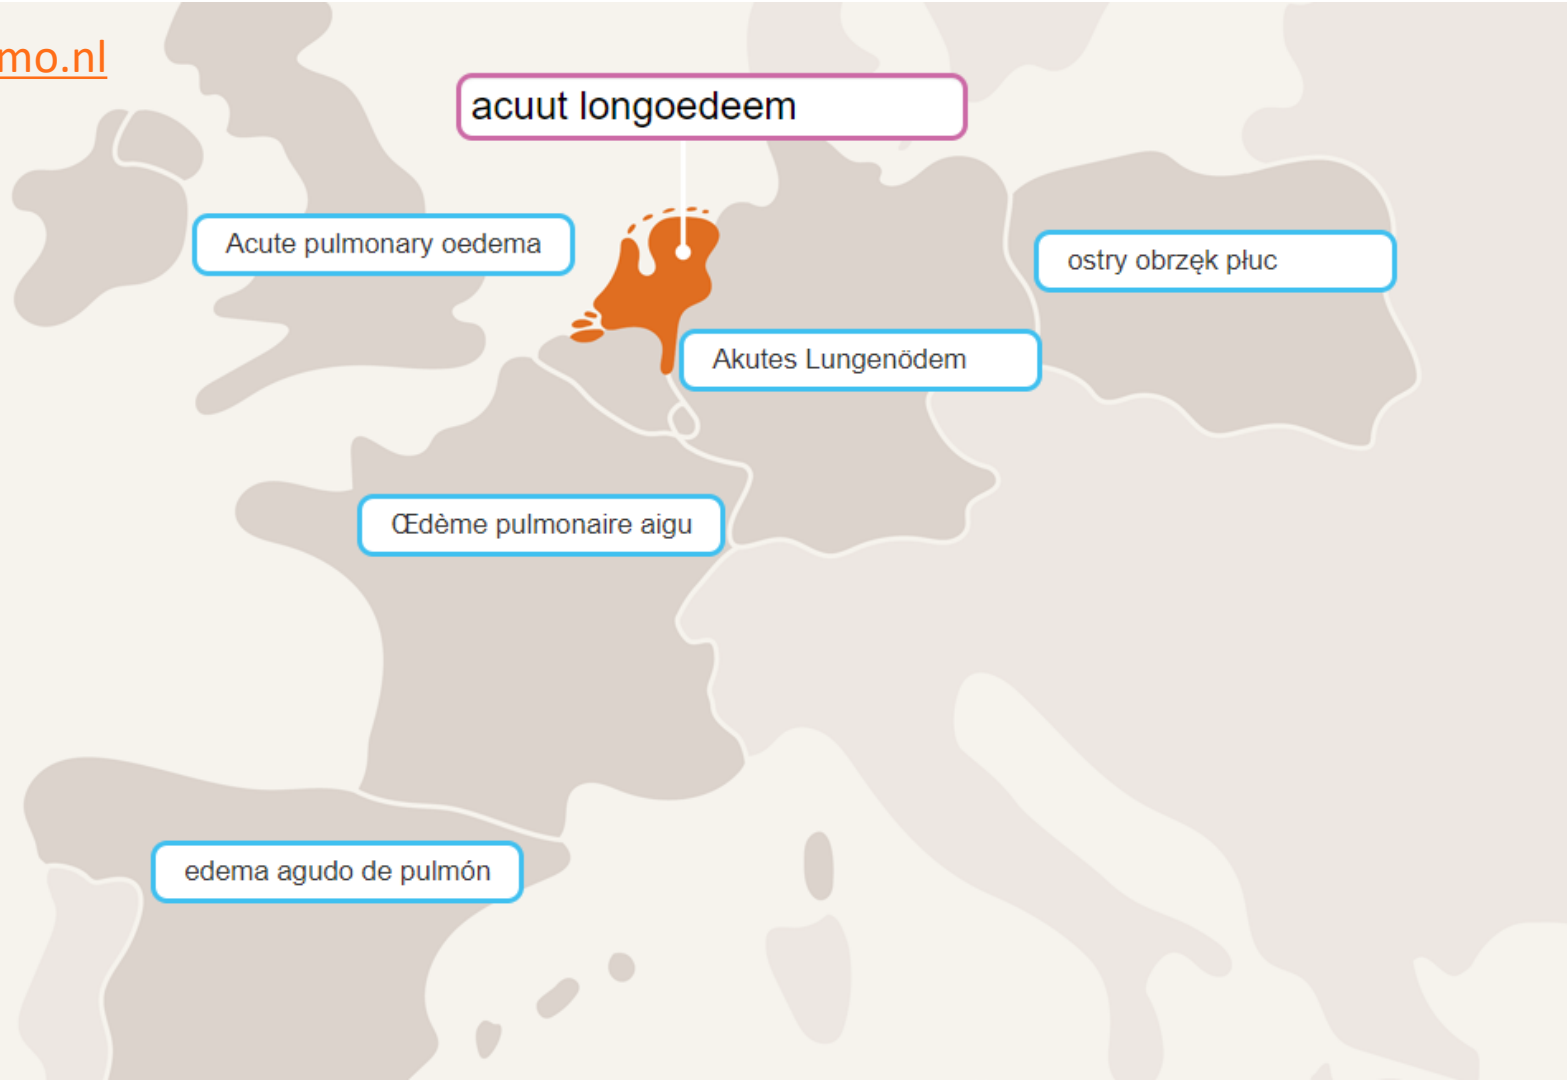 mo.nl
acuut longoedeem
Acute pulmonary oedema
ostry obrzęk płuc
Akutes Lungenödem
Œdème pulmonaire aigu
edema agudo de pulmón